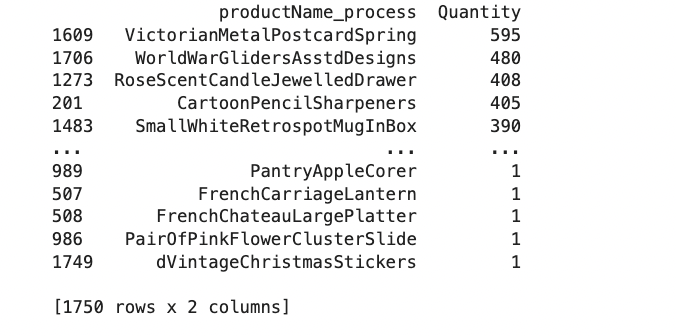 productName_process Quantity
1609 VictorianMetalPostcardSpring 595
1706 WorldWarGlidersAsstdDesigns 480
1273 RoseScentCandleJewelledDrawer 408
201 CartoonPencilSharpeners 405
1483 SmallWhiteRetrospotMugInBox 390
... ... ...
989 PantryAppleCorer 1
507 FrenchCarriageLantern 1
508 FrenchChateauLargePlatter 1
986 PairOfPinkFlowerClusterSlide 1
1749 dVintageChristmasStickers 1
[1750 rows x 2 columns]